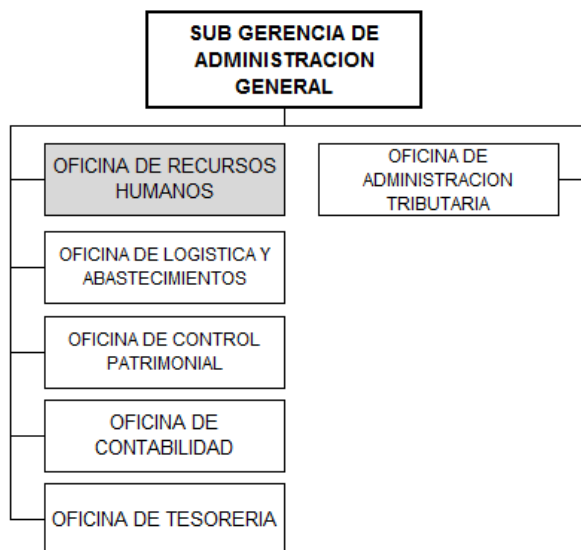 SUB GERENCIA DE
ADMINISTRACION
GENERAL
OFICINA DE RECURSOS
HUMANOS
OFICINA DE
ADMINISTRACION
TRIBUTARIA
OFICINA DE LOGISTICA Y
ABASTECIMIENTOS
OFICINA DE CONTROL
PATRIMONIAL
OFICINA DE
CONTABILIDAD
OFICINA DE TESORERIA